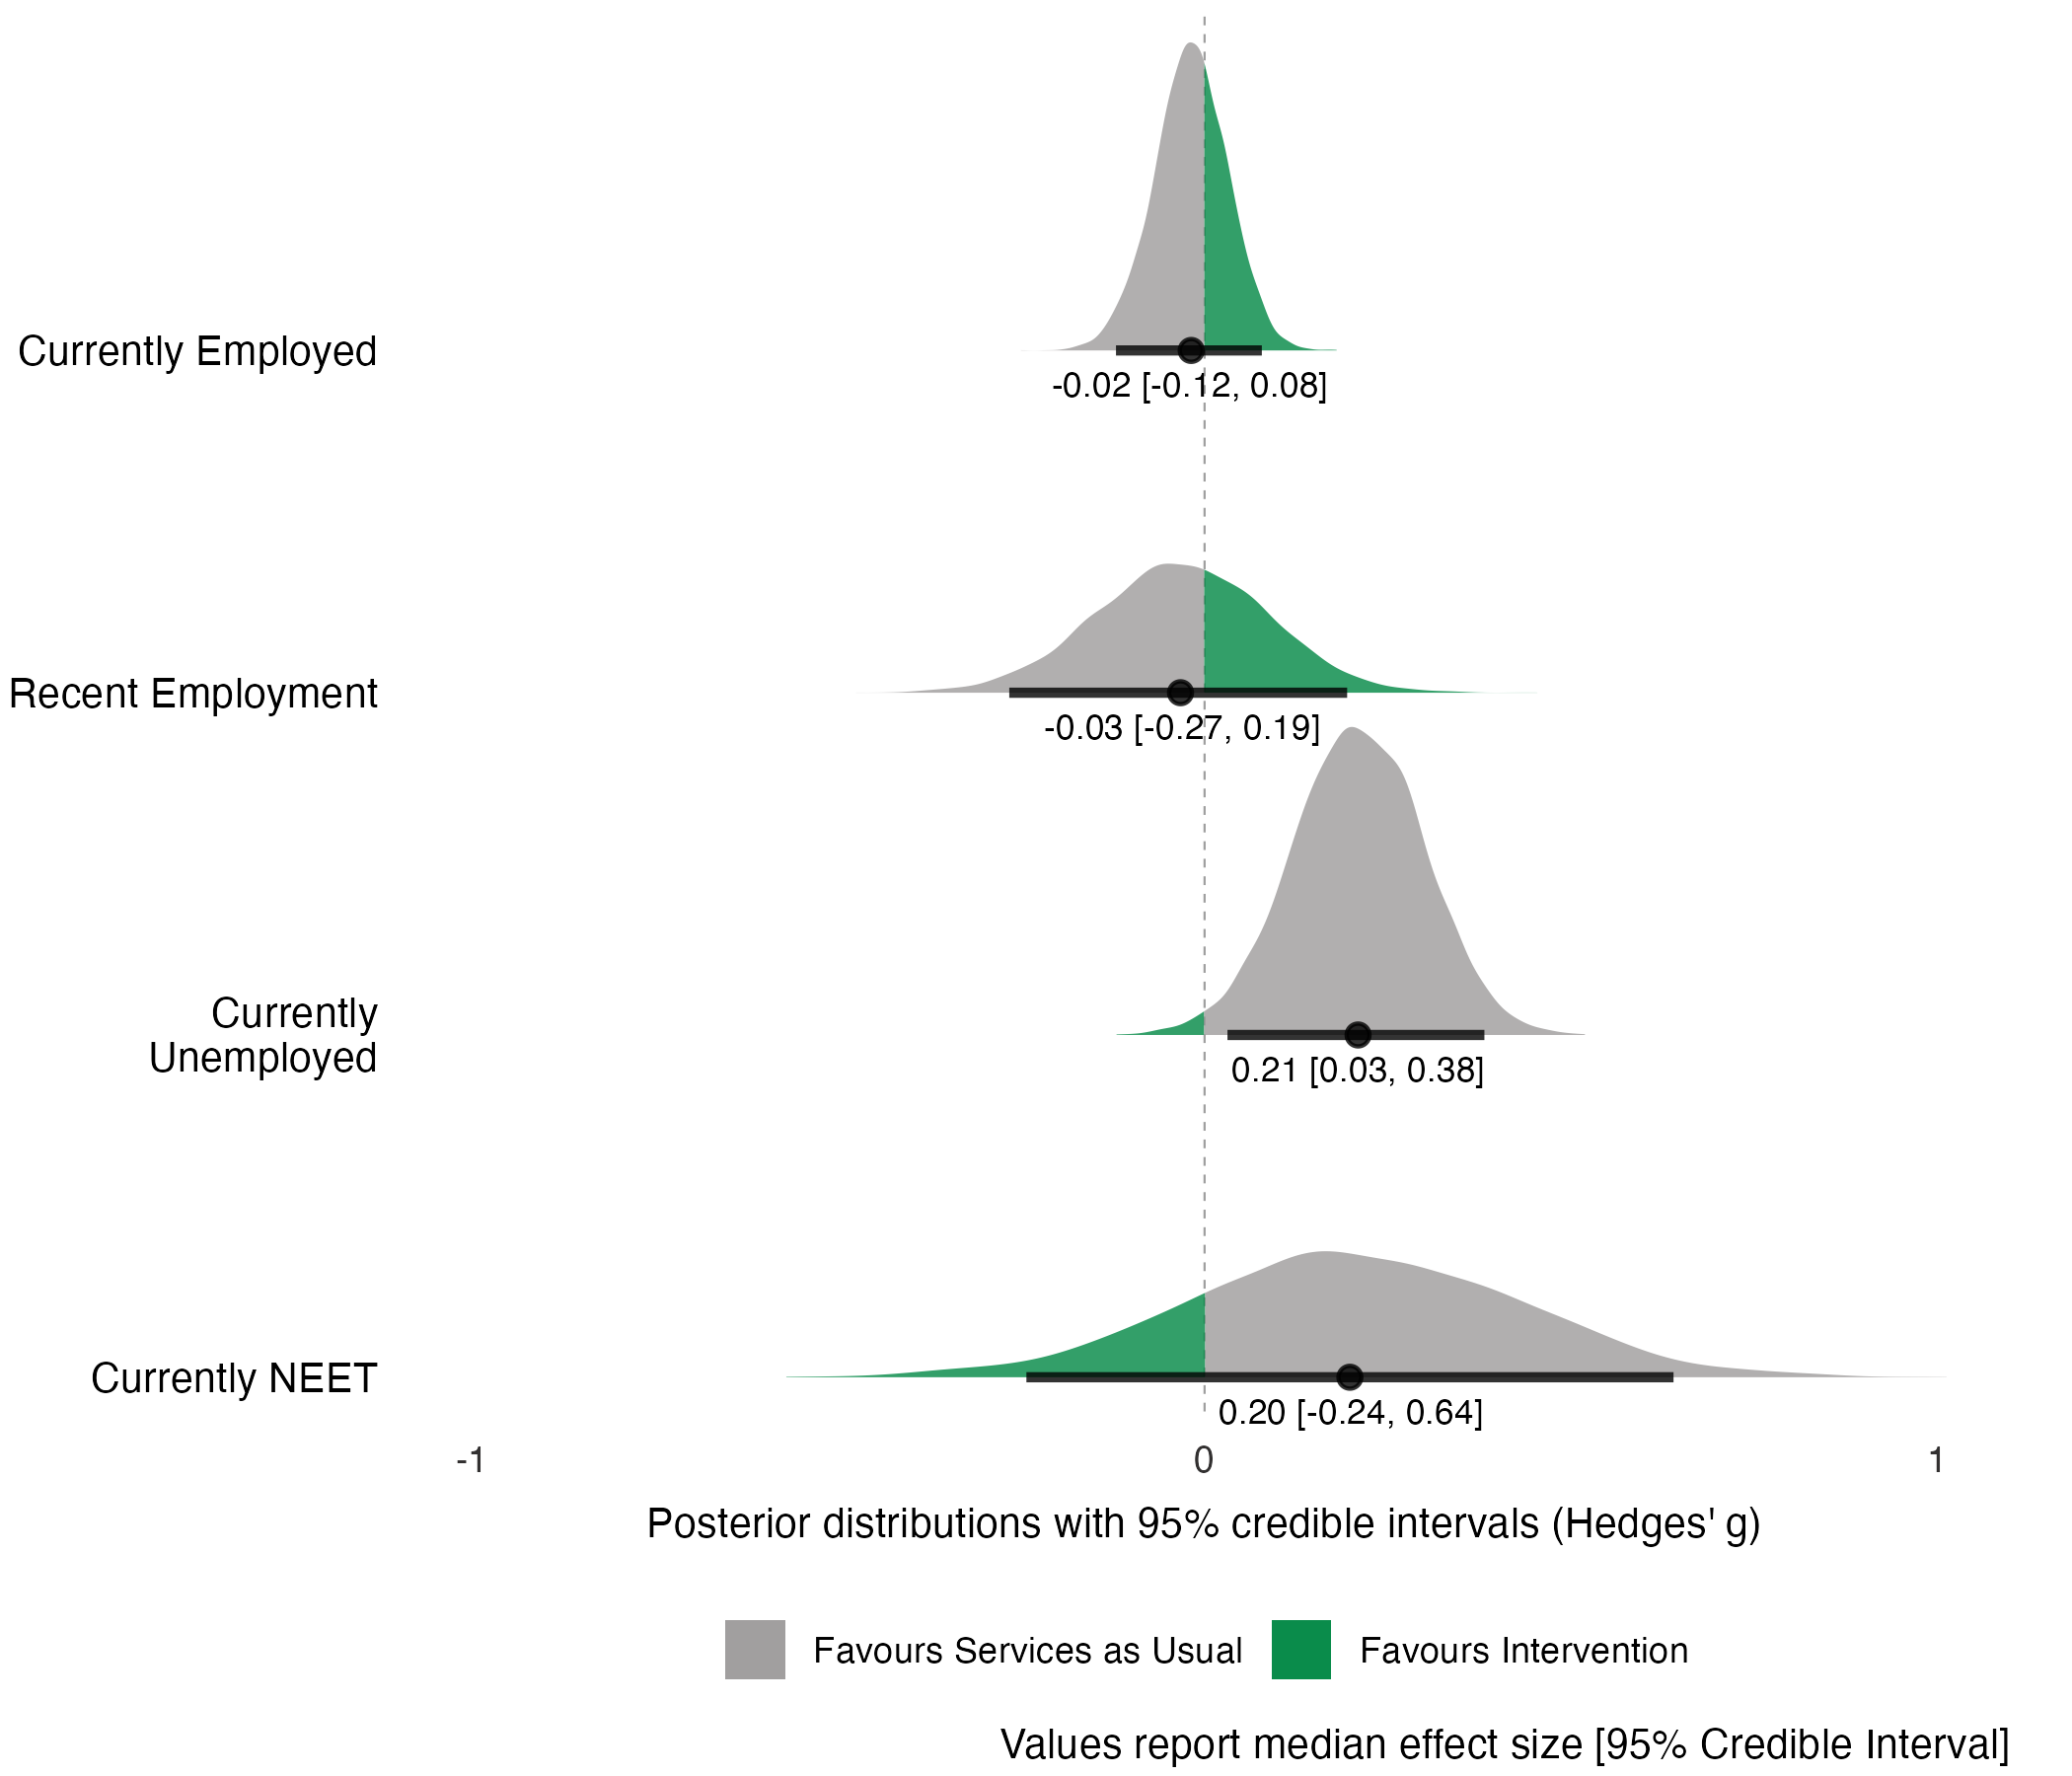 Currently Employed
-0.02 [-0.12, 0.08]
Recent Employment
-0.03 [-0.27, 0.19]
Currently
Unemployed
0.21 [0.03, 0.38]
Currently NEET
0.20 [-0.24, 0.64]
-1 0 1
Posterior distributions with 95% credible intervals (Hedges' g)
Favours Services as Usual Favours Intervention
Values report median effect size [95% Credible Interval]